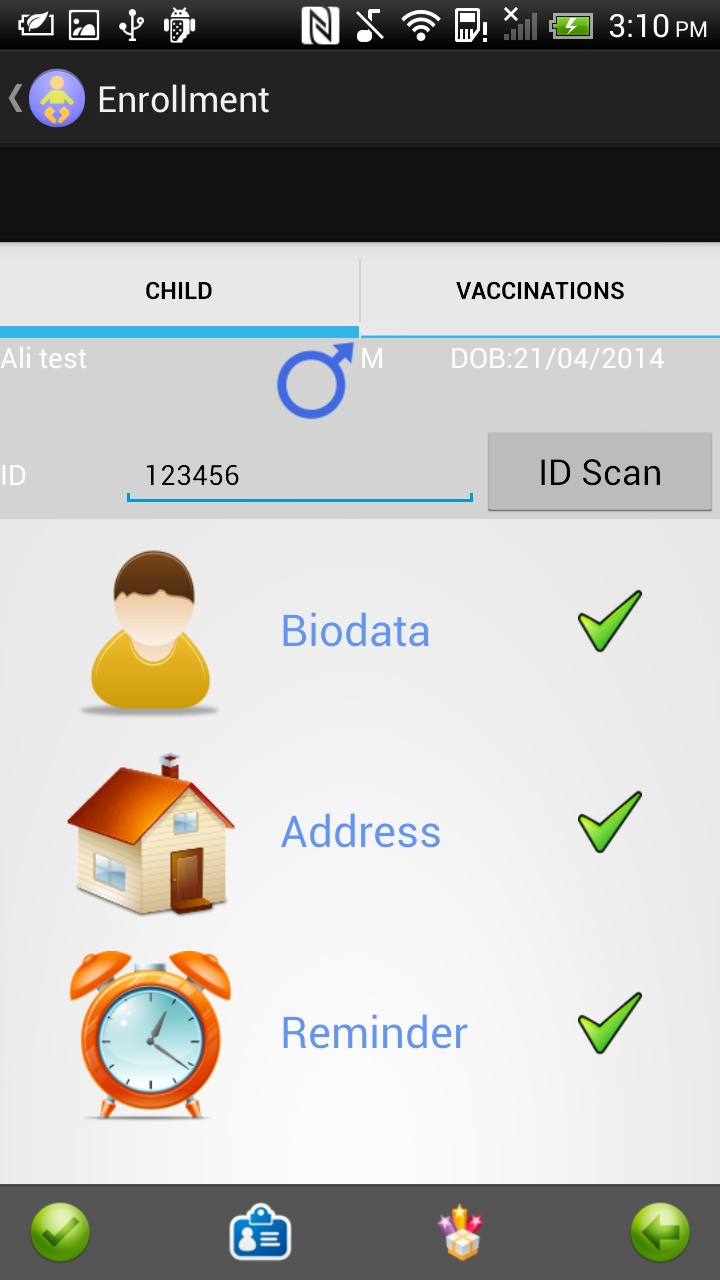 3:10 PM
Enrollment
CHILD VACCINATIONS
Ali test M DOB:21/04/2014
ID 123456 ID Scan
Biodata
Address
Reminder